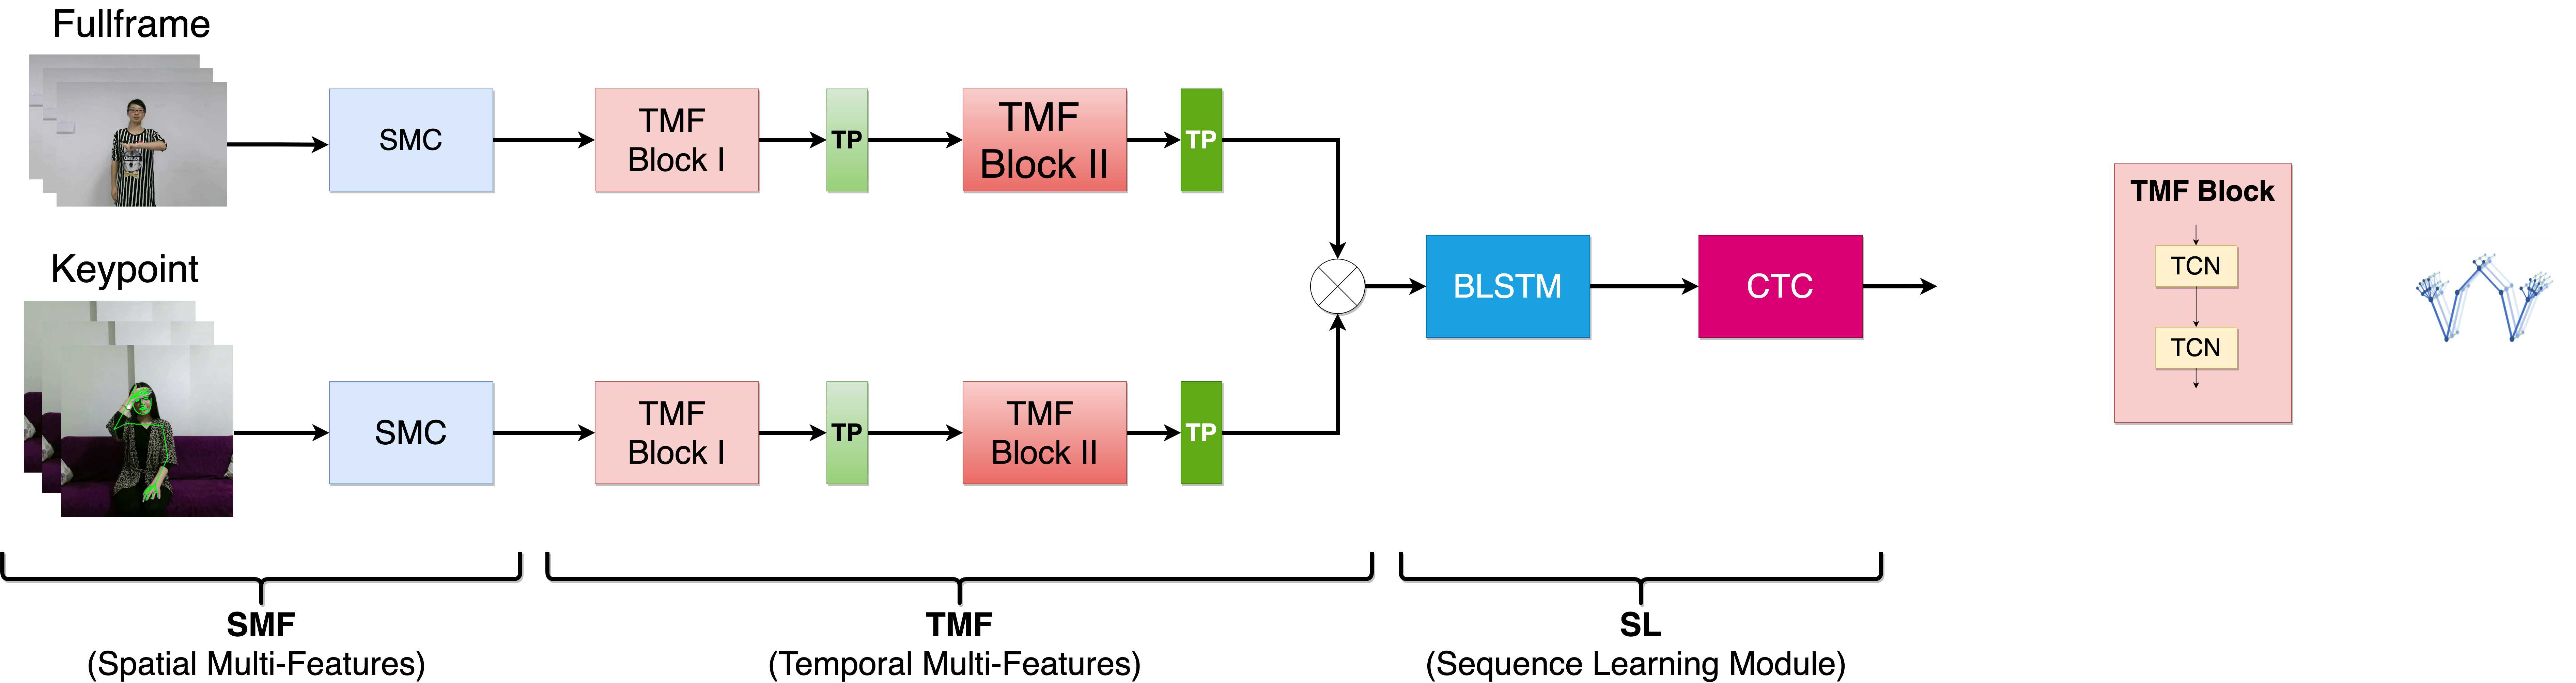 Fullframe
SMC
TMF
Block I
TP
TMF
Block II
TP
Keypoint
SMC
TMF
Block I
TP
TMF
Block II
TP
BLSTM
CTC
TMF Block
TCN
TCN
SMF
(Spatial Multi-Features)
TMF
(Temporal Multi-Features)
SL
(Sequence Learning Module)